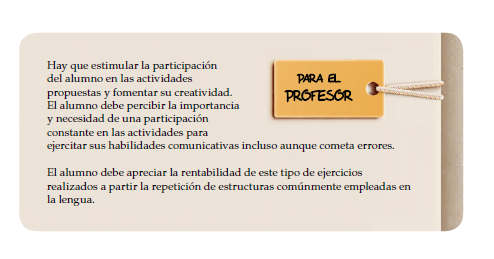 Hay que estimular la participación
del alumno en las actividades
propuestas y fomentar su creatividad.
El alumno debe percibir la importancia
y necesidad de una participación
constante en las actividades para
ejercitar sus habilidades comunicativas incluso aunque cometa errores.
El alumno debe apreciar la rentabilidad de este tipo de ejercicios
realizados a partir la repetición de estructuras comúnmente empleadas en
la lengua.
PARA EL
PROFESOR